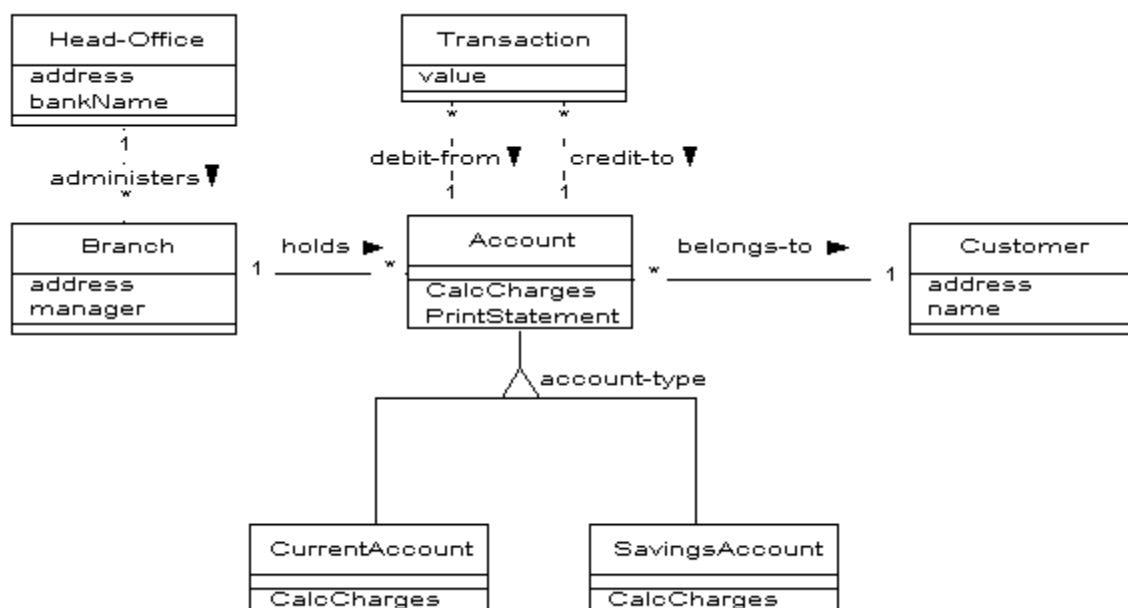 Head-Office
address
bankName
Transaction
value
1
administers
*
*
debit-from
1
*
credit-to
1
Branch
address
manager
1
holds
*
Account
CalcCharges
PrintStatement
*
belongs-to
1
Customer
address
name
account-type
CurrentAccount
CalcCharges
SavingsAccount
CalcCharges